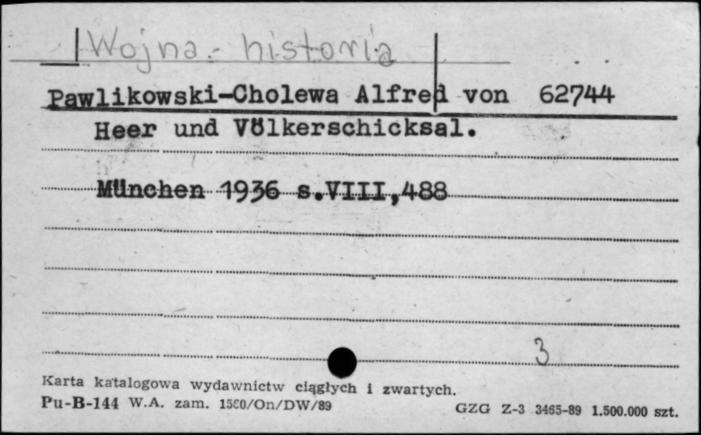 Wojna - historia
Pawlikowski-Cholewa Alfred von 62744
Heer und Völkerschicksal.
München 1936 s.VIII,488
3
Karta katalogowa wydawnictw ciągłych i zwartych.
Pu-B-144 W.A. zam. 1580/On/DW/89 GZG Z-3 3465-89 1.500.000 szt.